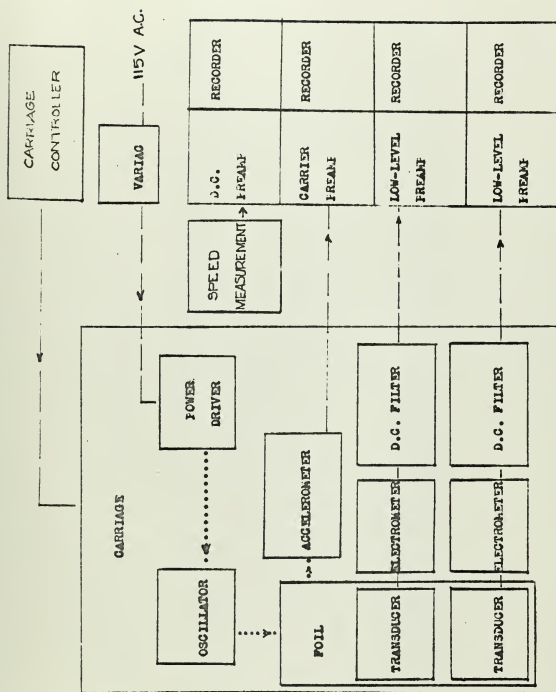 CARRIAGE
CONTROLLER
CARRIAGE
VARIAC
115V A.C.
OSCILLATOR
POWER
DRIVER
SPEED
MEASUREMENT
D.C.
PREAMP
RECORDER
FOIL
ACCELEROMETER
CARRIER
PREAMP
RECORDER
TRANSDUCER
ELECTROMETER
D.C. FILTER
LOW-LEVEL
PREAMP
RECORDER
TRANSDUCER
ELECTROMETER
D.C. FILTER
LOW-LEVEL
PREAMP
RECORDER